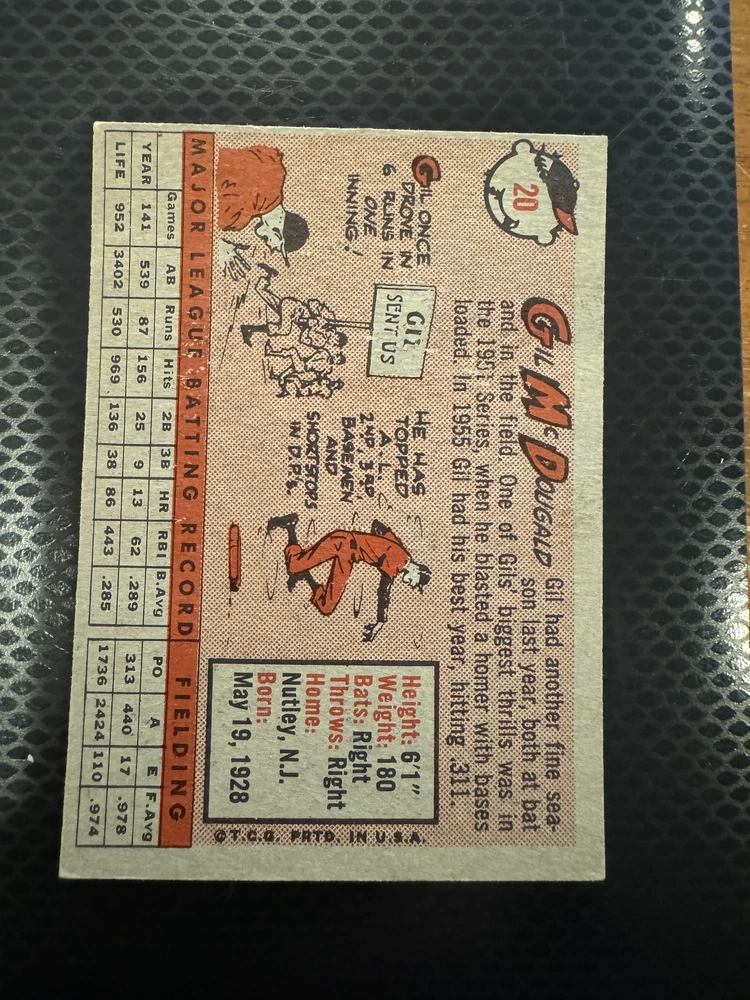 20
GIL McDOUGALD Gil had another fine sea-
son last year, both at bat
and in the field. One of Gils' biggest thrills was in
the 1951 Series, when he blasted a homer with bases
loaded. In 1955 Gil had his best year, hitting .311.
GIL ONCE
DROVE IN
6 RUNS IN
ONE
INNING!
GIL
SENT US
HE HAS
TOPPED
A.L.
2ND, 3RD
BASEMEN
AND
SHORTSTOPS
IN D.P's.
Height: 6'1"
Weight: 180
Bats: Right
Throws: Right
Home:
Nutley, N.J.
Born:
May 19, 1928
©T.C.G. PRTD. IN U.S.A.
MAJOR LEAGUE BATTING RECORD FIELDING
Games AB Runs Hits 2B 3B HR RBI B.Avg PO A E F.Avg
YEAR 141 539 87 156 25 9 13 62 .289 313 440 17 .978
LIFE 952 3402 530 969 136 38 86 443 .285 1736 2424 110 .974